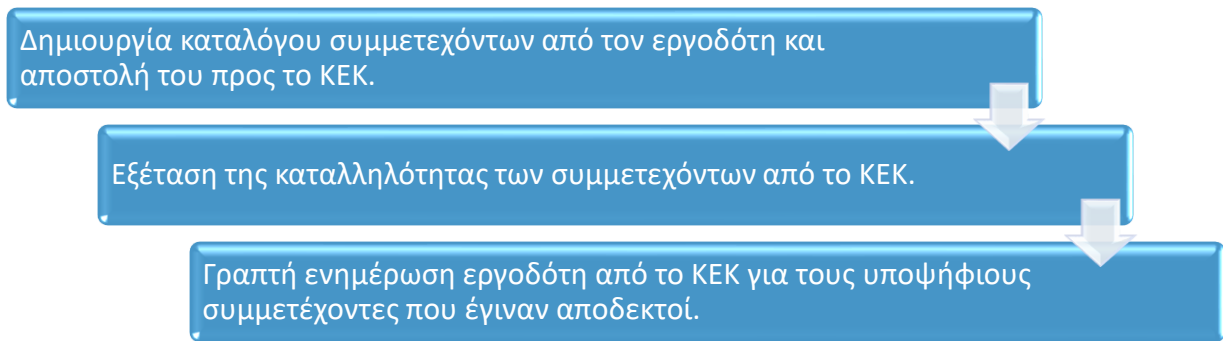 Δημιουργία καταλόγου συμμετεχόντων από τον εργοδότη και
αποστολή του προς το ΚΕΚ.
Εξέταση της καταλληλότητας των συμμετεχόντων από το ΚΕΚ.
Γραπτή ενημέρωση εργοδότη από το ΚΕΚ για τους υποψήφιους
συμμετέχοντες που έγιναν αποδεκτοί.